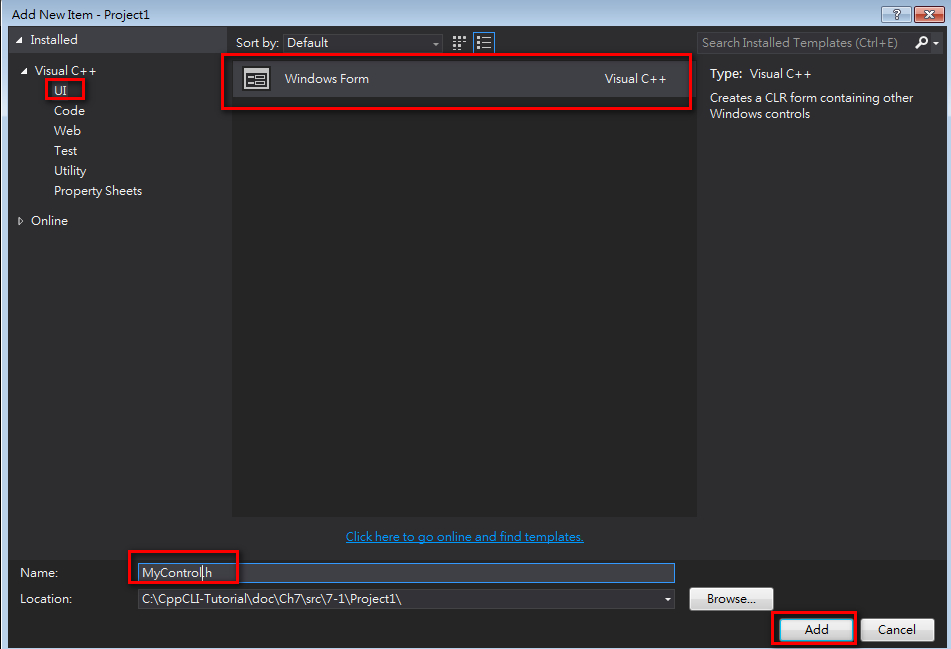 Add New Item - Project1
?
Installed
Sort by: Default
Search Installed Templates (Ctrl+E)
Visual C++
UI
Code
Web
Test
Utility
Property Sheets
Online
Windows Form Visual C++
Type: Visual C++
Creates a CLR form containing other
Windows controls
Click here to go online and find templates.
Name: MyControl.h
Location: C:\CppCLI-Tutorial\doc\Ch7\src\7-1\Project1\
Browse...
Add Cancel